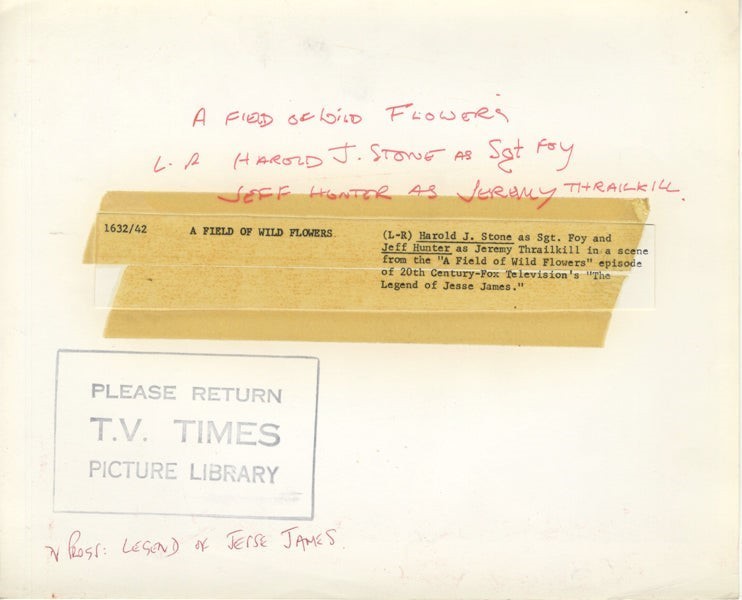 A FIELD OF WILD FLOWERS
L. R HAROLD J. STONE AS Sgt FOY
JEFF HUNTER AS JEREMY THRAILKILL.
1632/42 A FIELD OF WILD FLOWERS
(L-R) Harold J. Stone as Sgt. Foy and
Jeff Hunter as Jeremy Thrailkill in a scene
from the "A Field of Wild Flowers" episode
of 20th Century-Fox Television's "The
Legend of Jesse James."
PLEASE RETURN
T.V. TIMES
PICTURE LIBRARY
TV PROG: LEGEND OF JESSE JAMES.